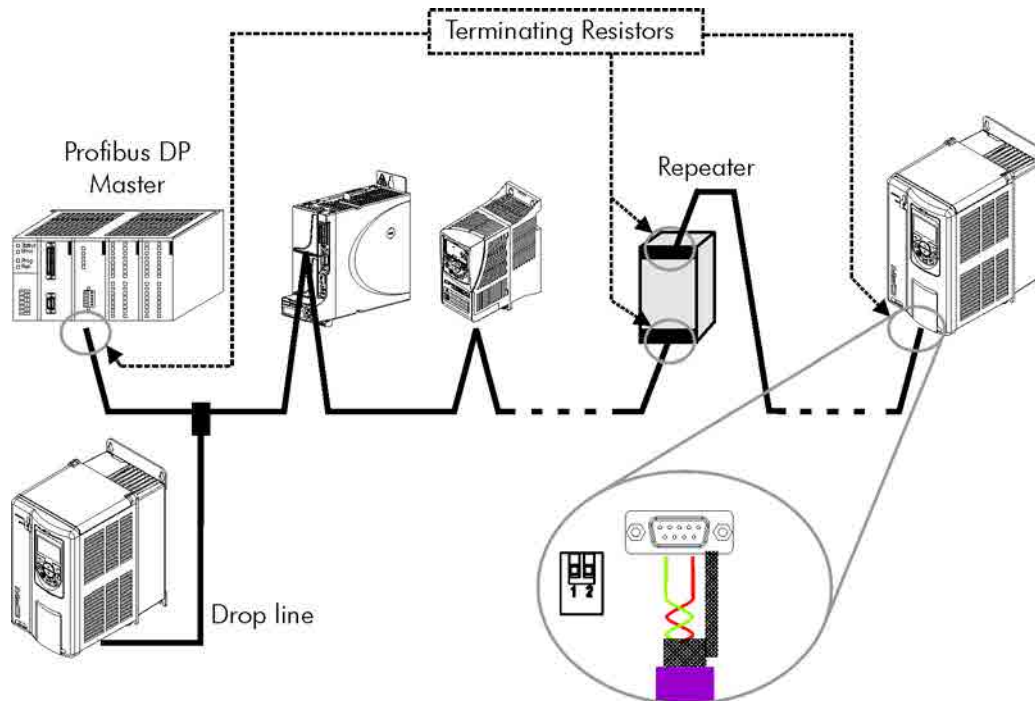 Terminating Resistors
Profibus DP
Master
Repeater
Drop line
1 2